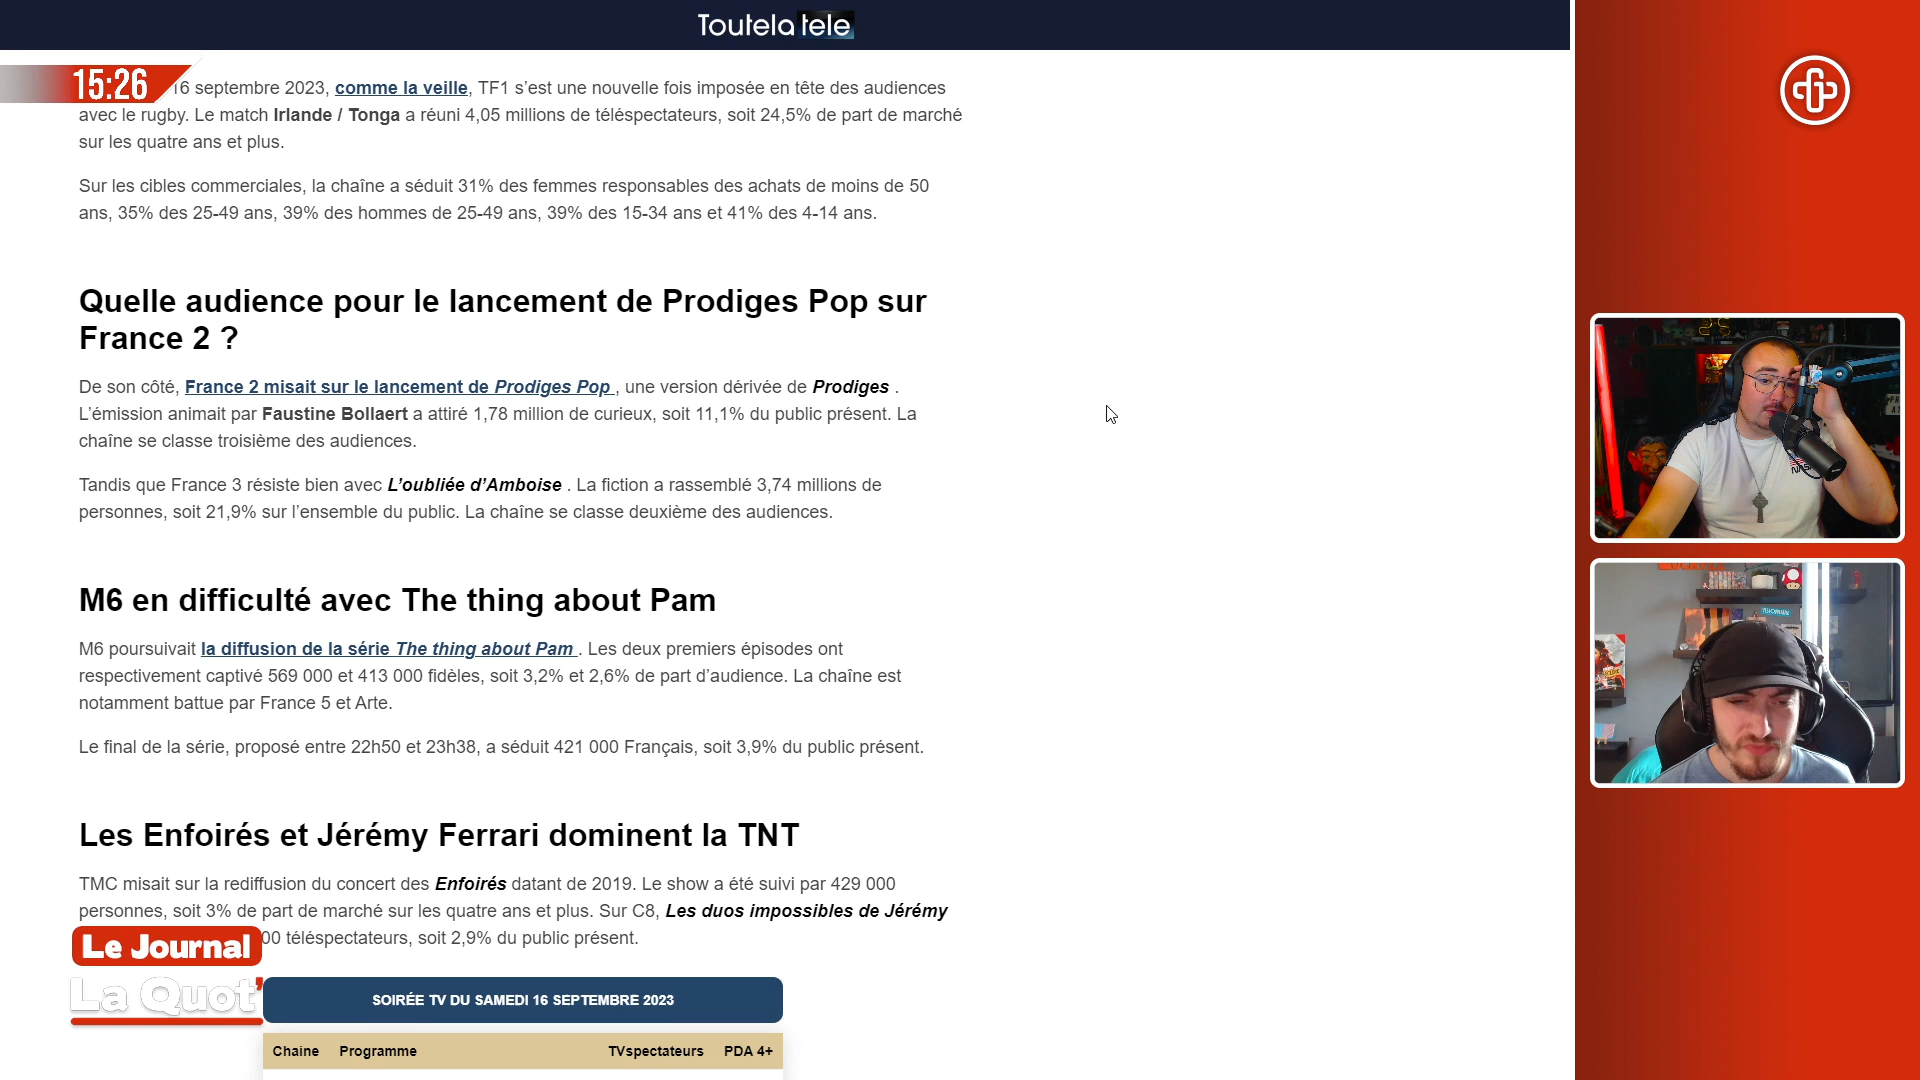 Toutelatele
15:26
16 septembre 2023, comme la veille, TF1 s’est une nouvelle fois imposée en tête des audiences
avec le rugby. Le match Irlande / Tonga a réuni 4,05 millions de téléspectateurs, soit 24,5% de part de marché
sur les quatre ans et plus.
Sur les cibles commerciales, la chaîne a séduit 31% des femmes responsables des achats de moins de 50
ans, 35% des 25-49 ans, 39% des hommes de 25-49 ans, 39% des 15-34 ans et 41% des 4-14 ans.
Quelle audience pour le lancement de Prodiges Pop sur
France 2 ?
De son côté, France 2 misait sur le lancement de Prodiges Pop , une version dérivée de Prodiges .
L’émission animait par Faustine Bollaert a attiré 1,78 million de curieux, soit 11,1% du public présent. La
chaîne se classe troisième des audiences.
Tandis que France 3 résiste bien avec L’oubliée d’Amboise . La fiction a rassemblé 3,74 millions de
personnes, soit 21,9% sur l’ensemble du public. La chaîne se classe deuxième des audiences.
M6 en difficulté avec The thing about Pam
M6 poursuivait la diffusion de la série The thing about Pam . Les deux premiers épisodes ont
respectivement captivé 569 000 et 413 000 fidèles, soit 3,2% et 2,6% de part d’audience. La chaîne est
notamment battue par France 5 et Arte.
Le final de la série, proposé entre 22h50 et 23h38, a séduit 421 000 Français, soit 3,9% du public présent.
Les Enfoirés et Jérémy Ferrari dominent la TNT
TMC misait sur la rediffusion du concert des Enfoirés datant de 2019. Le show a été suivi par 429 000
personnes, soit 3% de part de marché sur les quatre ans et plus. Sur C8, Les duos impossibles de Jérémy
00 téléspectateurs, soit 2,9% du public présent.
Le Journal
La Quot'
SOIRÉE TV DU SAMEDI 16 SEPTEMBRE 2023
Chaine Programme TVspectateurs PDA 4+
NASA